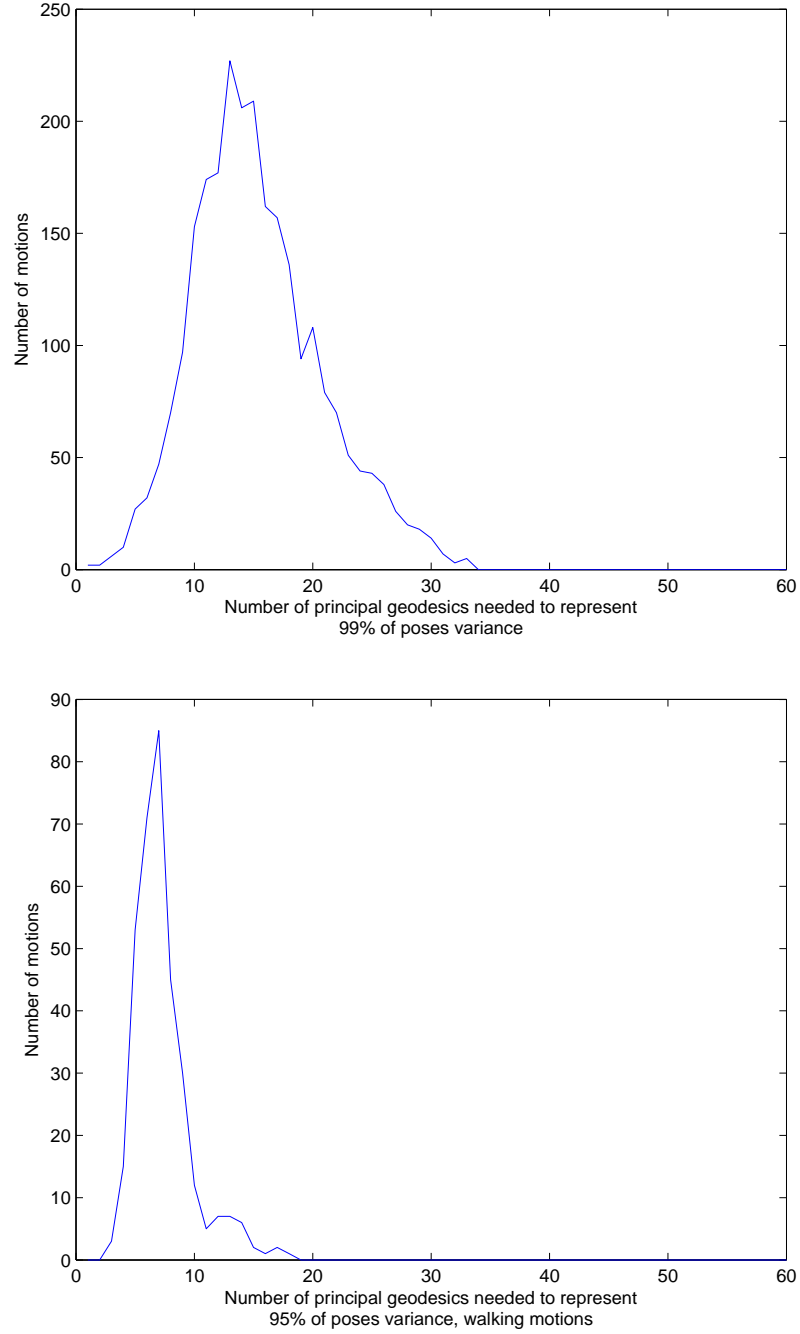 250
200
150
100
50
0
Number of motions
0 10 20 30 40 50 60
Number of principal geodesics needed to represent
99% of poses variance
90
80
70
60
50
40
30
20
10
0
Number of motions
0 10 20 30 40 50 60
Number of principal geodesics needed to represent
95% of poses variance, walking motions